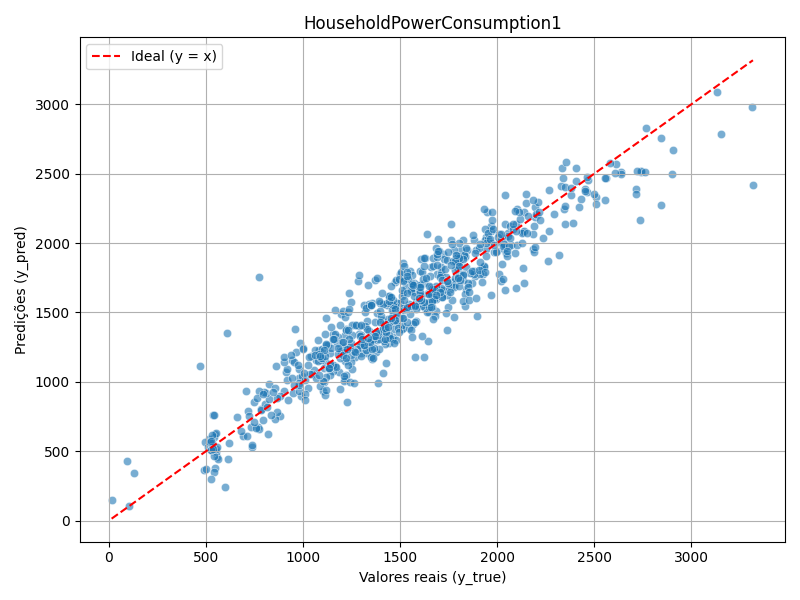 HouseholdPowerConsumption1
Ideal (y = x)
Predições (y_pred)
3000
2500
2000
1500
1000
500
0
0 500 1000 1500 2000 2500 3000
Valores reais (y_true)